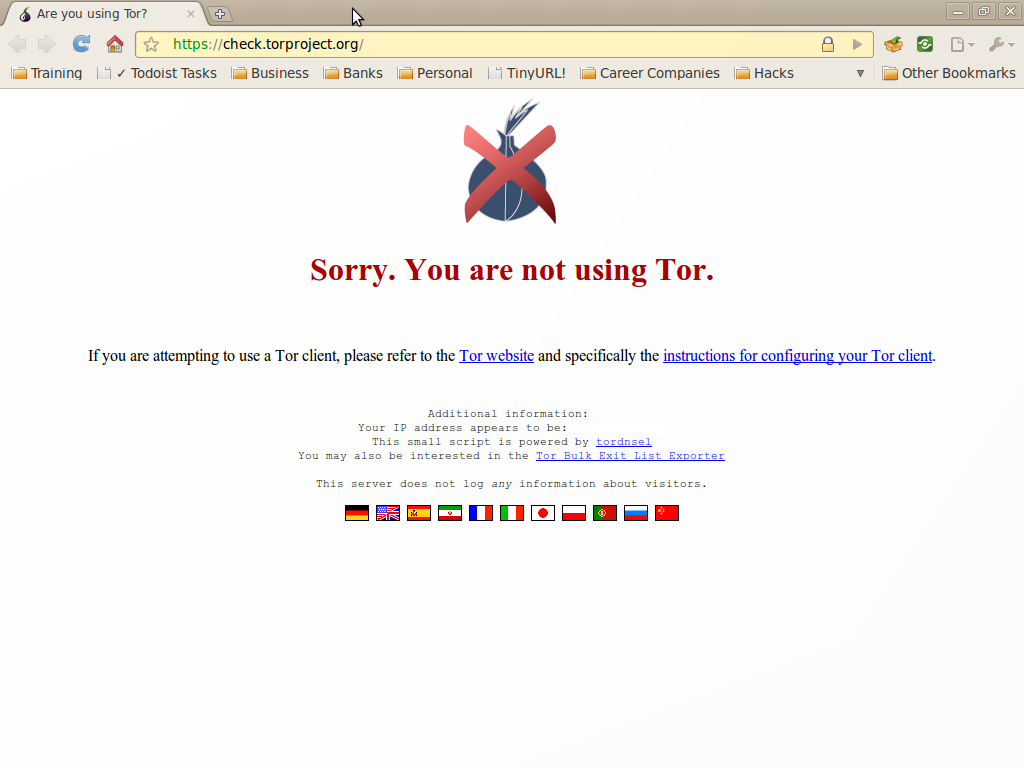 Are you using Tor?
https://check.torproject.org/
Training ✓ Todoist Tasks Business Banks Personal TinyURL! Career Companies Hacks Other Bookmarks
Sorry. You are not using Tor.
If you are attempting to use a Tor client, please refer to the Tor website and specifically the instructions for configuring your Tor client.
Additional information:
Your IP address appears to be:
This small script is powered by tordnsel
You may also be interested in the Tor Bulk Exit List Exporter
This server does not log any information about visitors.